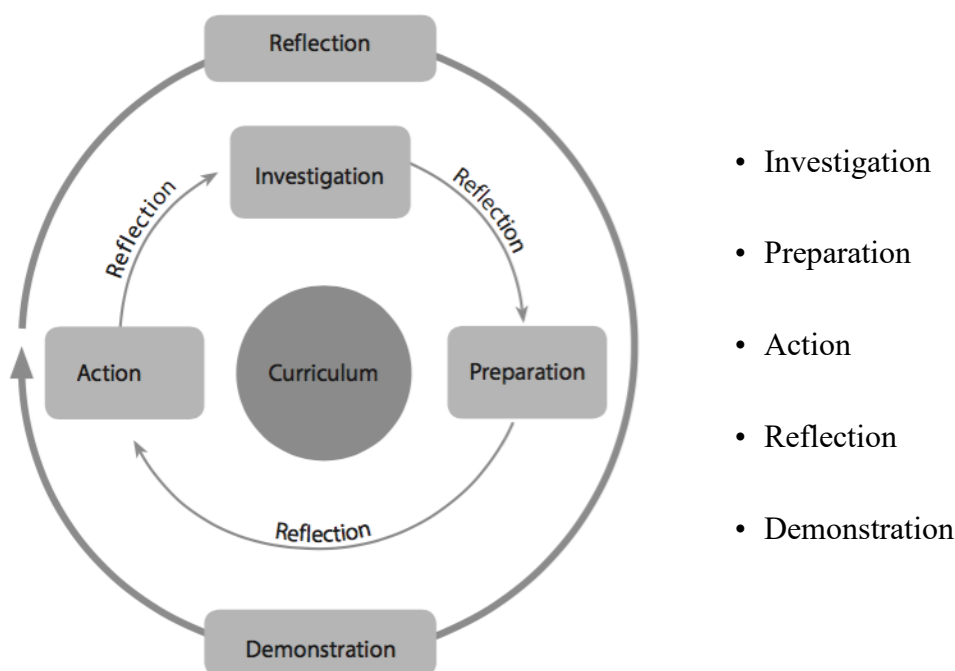 Reflection
Investigation
Reflection
Reflection
Action
Curriculum
Preparation
Reflection
Demonstration
• Investigation
• Preparation
• Action
• Reflection
• Demonstration